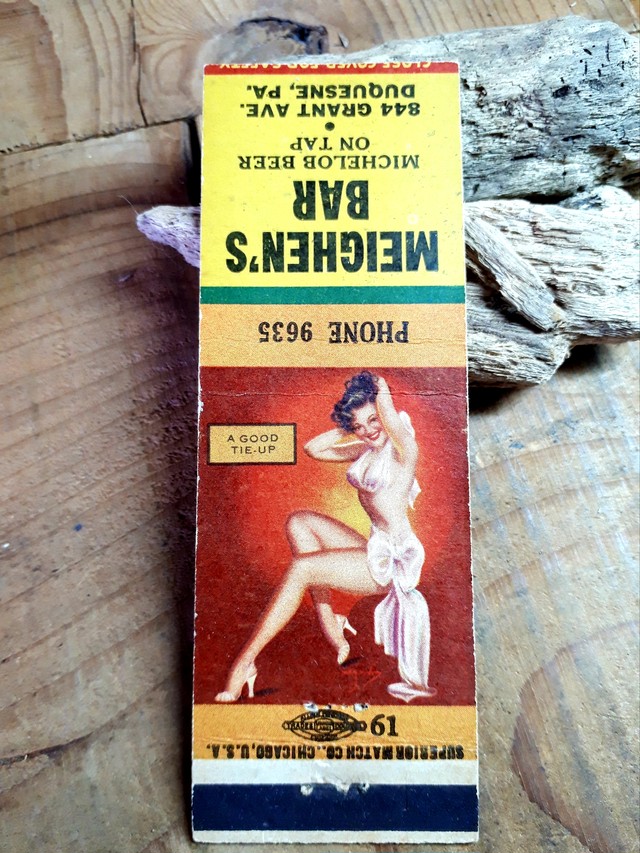 A GOOD
TIE-UP
SUPERIOR MATCH CO., CHICAGO, U.S.A.
19
PHONE 9635
MEIGHEN'S
BAR
MICHELOB BEER
ON TAP
•
844 GRANT AVE.
DUQUESNE, PA.
CLOSE COVER FOR SAFETY